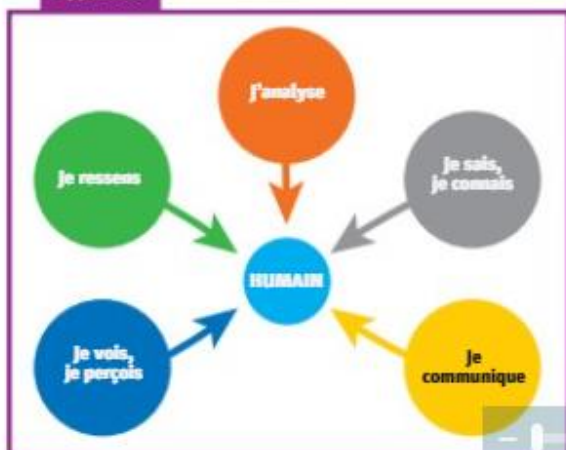 J'analyse
Je ressens
Je sais,
je connais
HUMAIN
Je vois,
je perçois
Je
communique